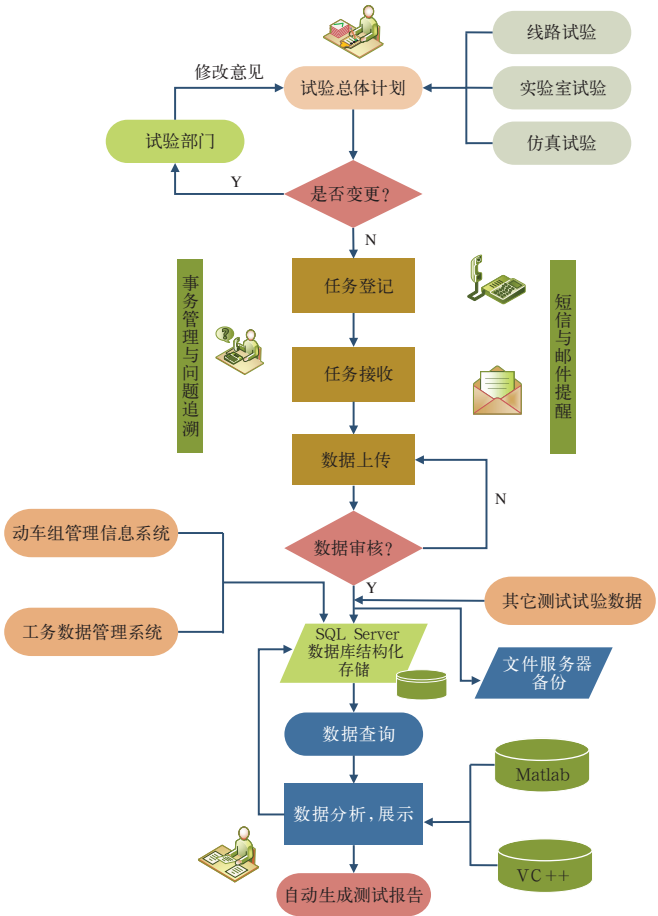 线路试验
修改意见
试验总体计划
实验室试验
试验部门
仿真试验
Y
是否变更?
N
事务管理与问题追溯
任务登记
短信与邮件提醒
?
任务接收
数据上传
N
动车组管理信息系统
数据审核?
Y
其它测试试验数据
工务数据管理系统
SQL Server
数据库结构化
存储
文件服务器
备份
数据查询
Matlab
数据分析,展示
VC++
自动生成测试报告